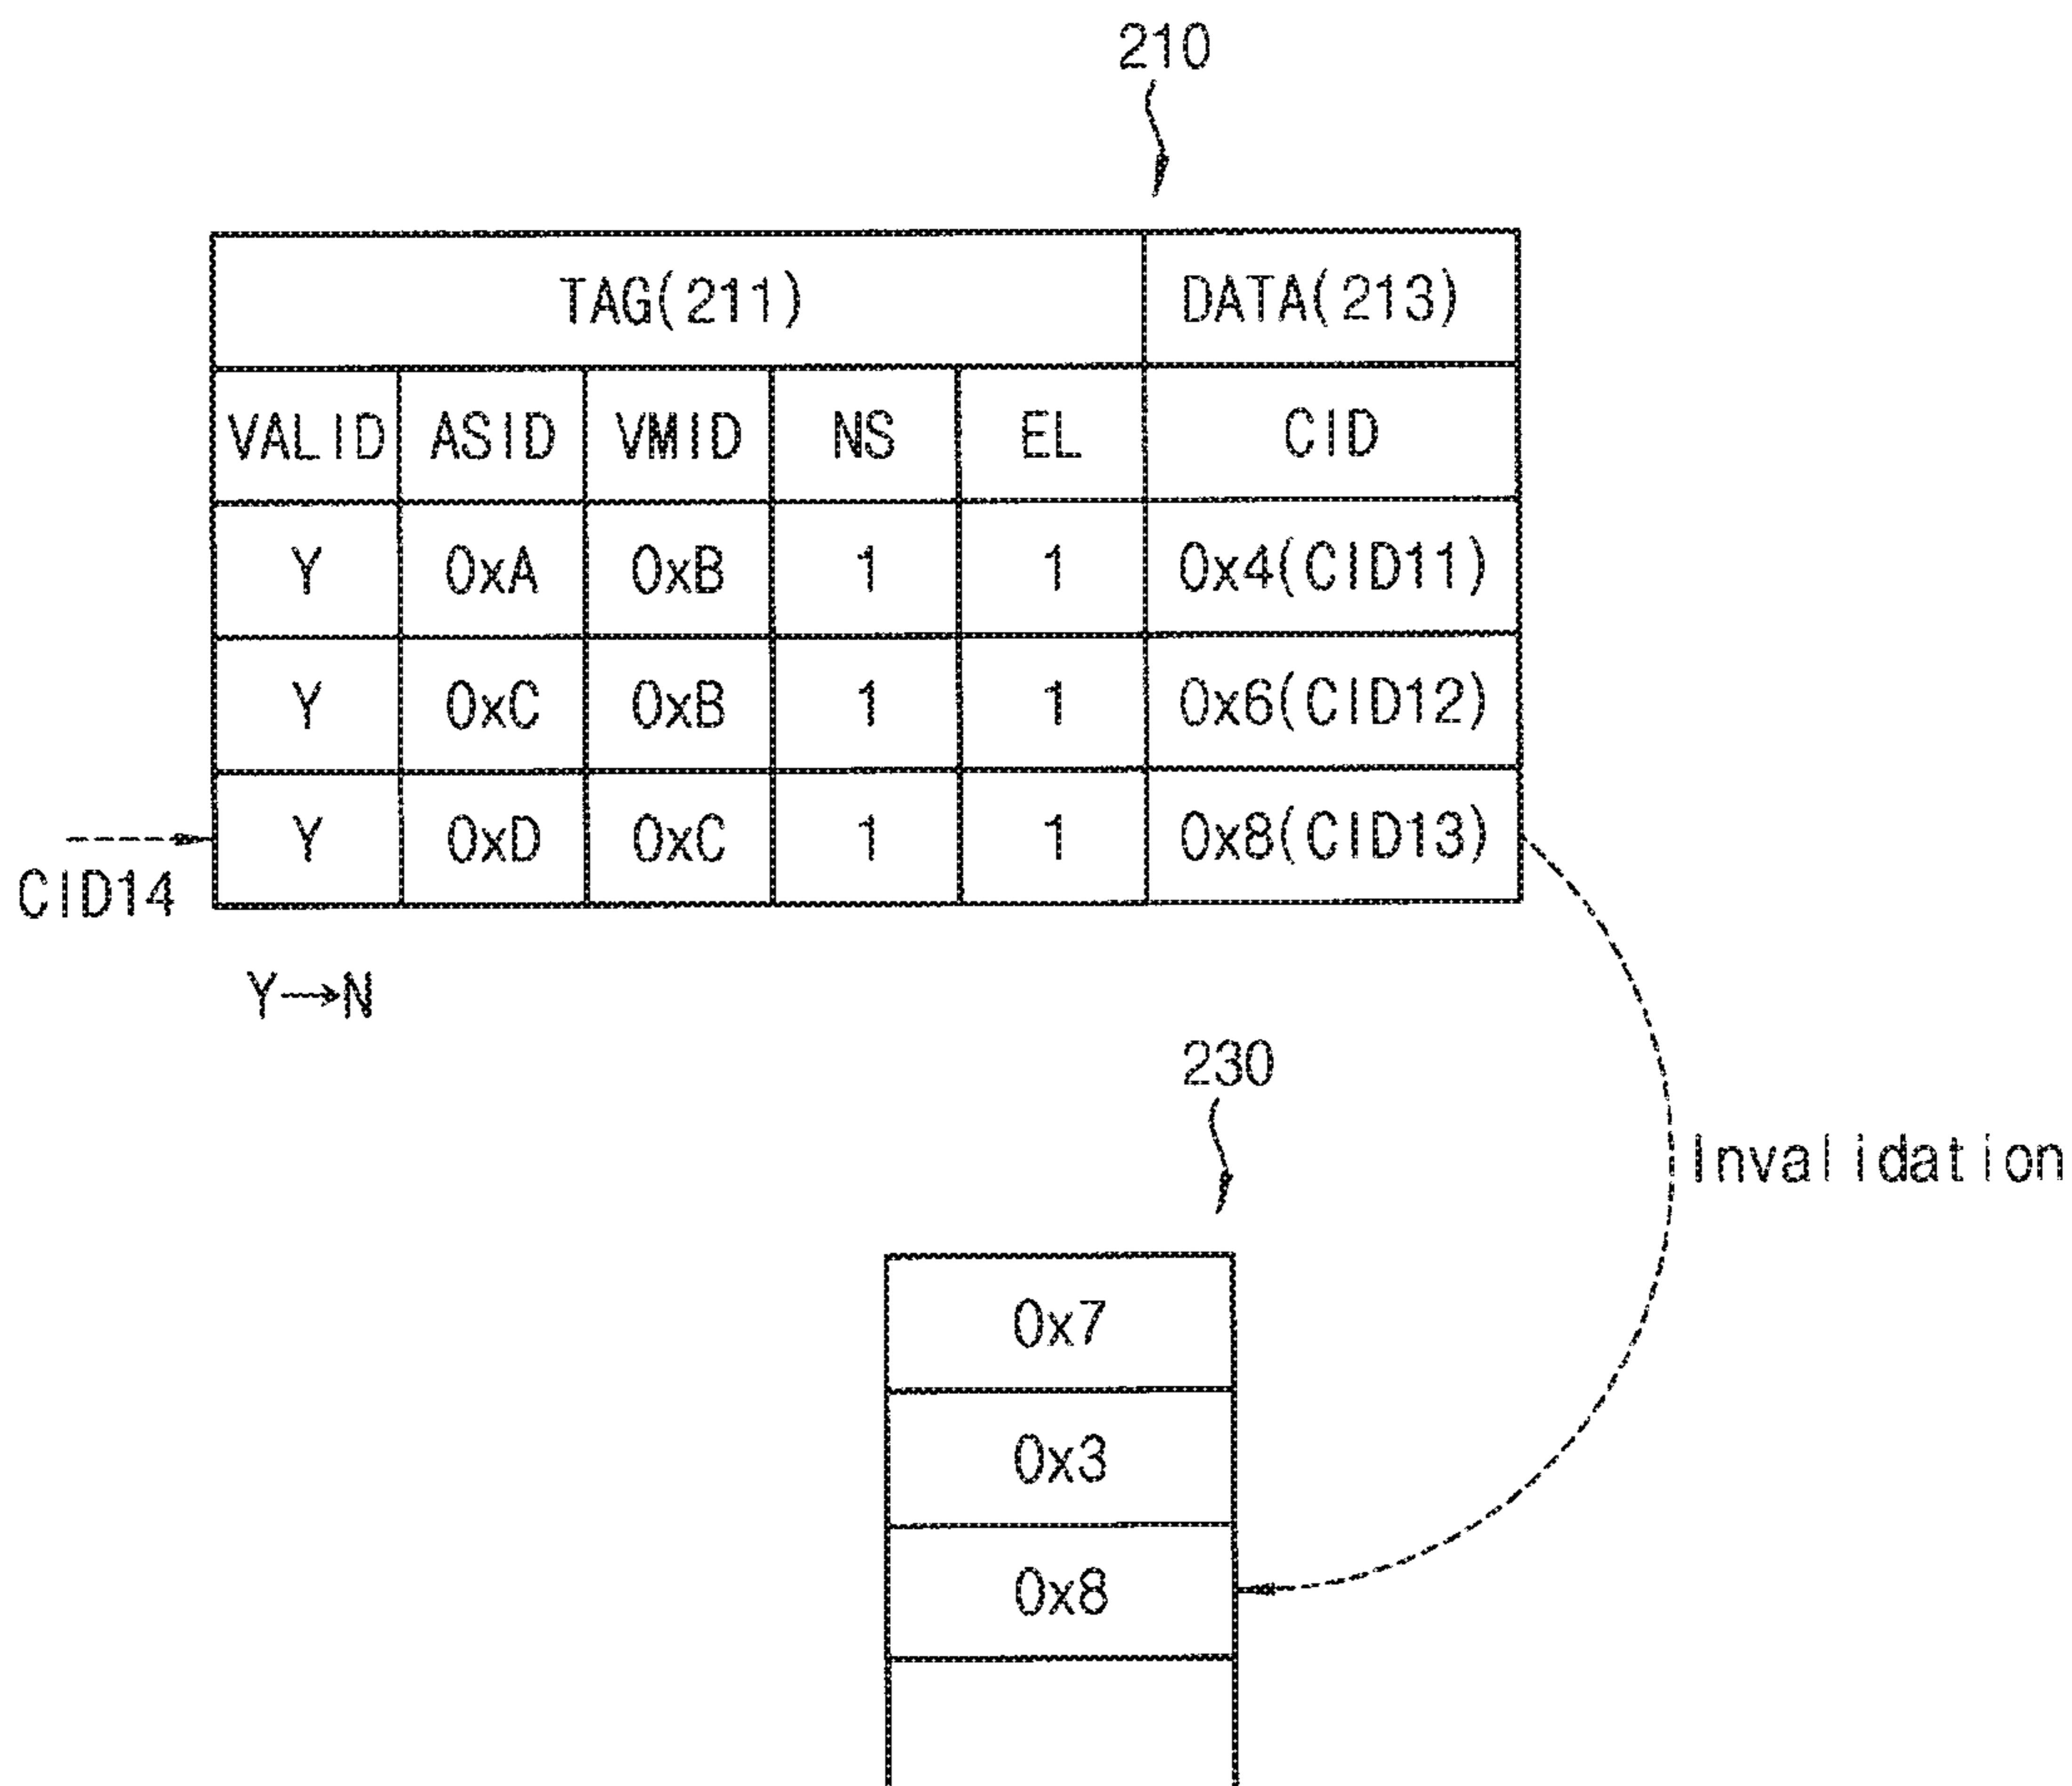 210
TAG(211) DATA(213)
VALID ASID VMID NS EL CID
Y 0xA 0xB 1 1 0x4(CID11)
Y 0xC 0xB 1 1 0x6(CID12)
Y 0xD 0xC 1 1 0x8(CID13)
CID14
Y→N
230
Invalidation
0x7
0x3
0x8